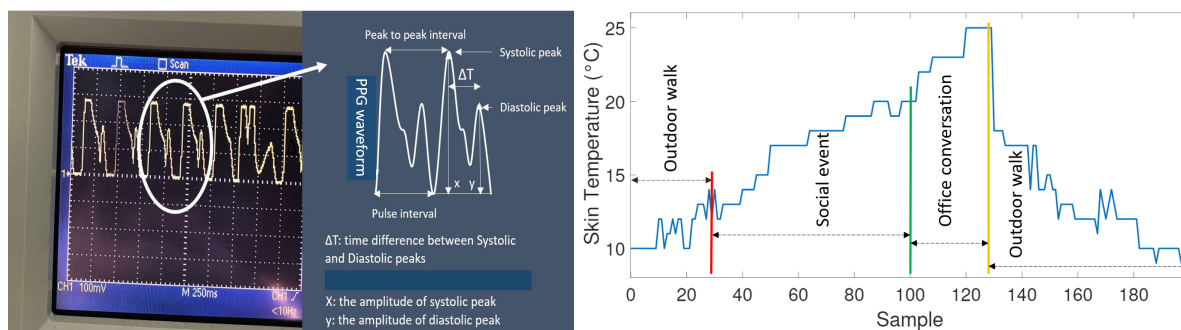 Tek
Scan
1
CH1 100mV
M 250ms
CH1
<10Hz
Peak to peak interval
Systolic peak
ΔT
Diastolic peak
PPG waveform
x
y
Pulse interval
ΔT: time difference between Systolic
and Diastolic peaks
X: the amplitude of systolic peak
y: the amplitude of diastolic peak
Skin Temperature (°C)
25
20
15
10
Outdoor walk
Social event
Office conversation
Outdoor walk
0
20
40
60
80
100
120
140
160
180
Sample